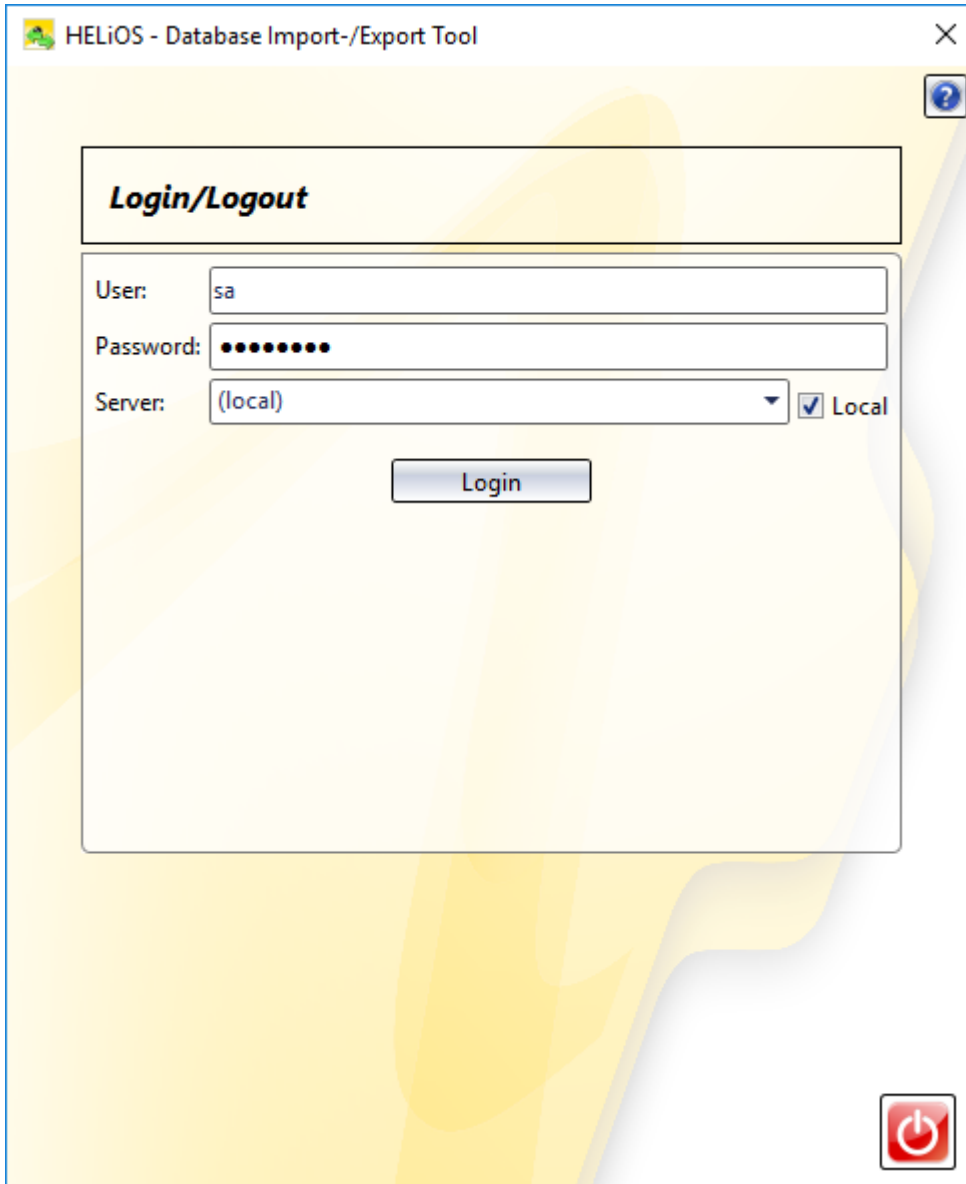 HELiOS - Database Import-/Export Tool
?
Login/Logout
User: sa
Password: ••••••••
Server: (local) Local
Login